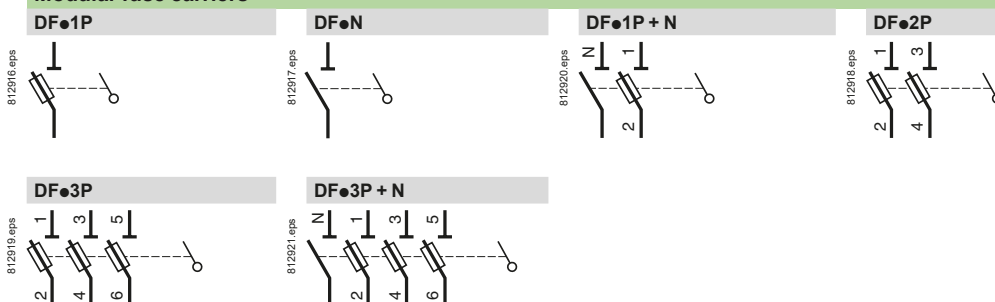 Modular fuse carriers
DF●1P
DF●N
DF●1P + N
DF●2P
812916.eps
812917.eps
812920.eps
N 1
2
812918.eps
1 3
2 4
DF●3P
DF●3P + N
812919.eps
1 3 5
2 4 6
812921.eps
N 1 3 5
2 4 6